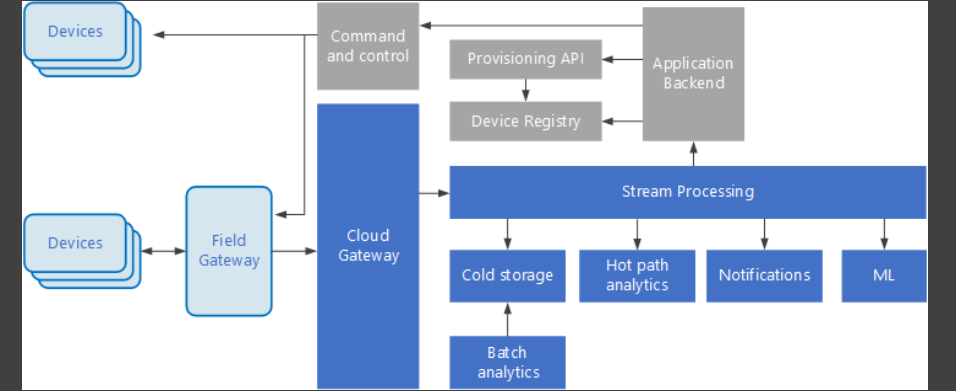 Devices
Command
and control
Provisioning API
Application
Backend
Device Registry
Stream Processing
Devices
Field
Gateway
Cloud
Gateway
Cold storage
Hot path
analytics
Notifications
ML
Batch
analytics